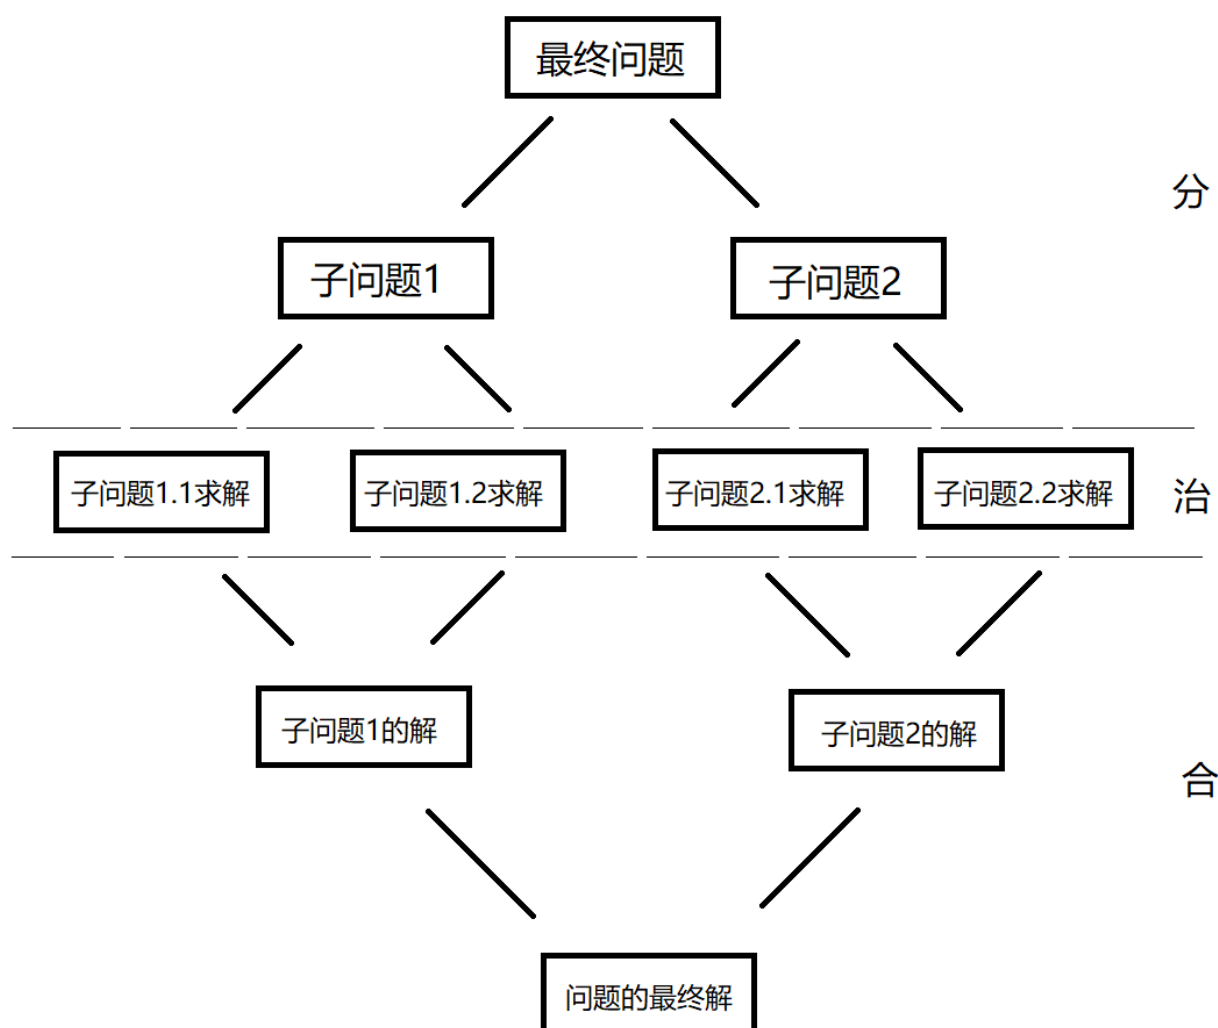 最终问题
分
子问题1
子问题2
子问题1.1求解
子问题1.2求解
子问题2.1求解
子问题2.2求解
治
子问题1的解
子问题2的解
合
问题的最终解